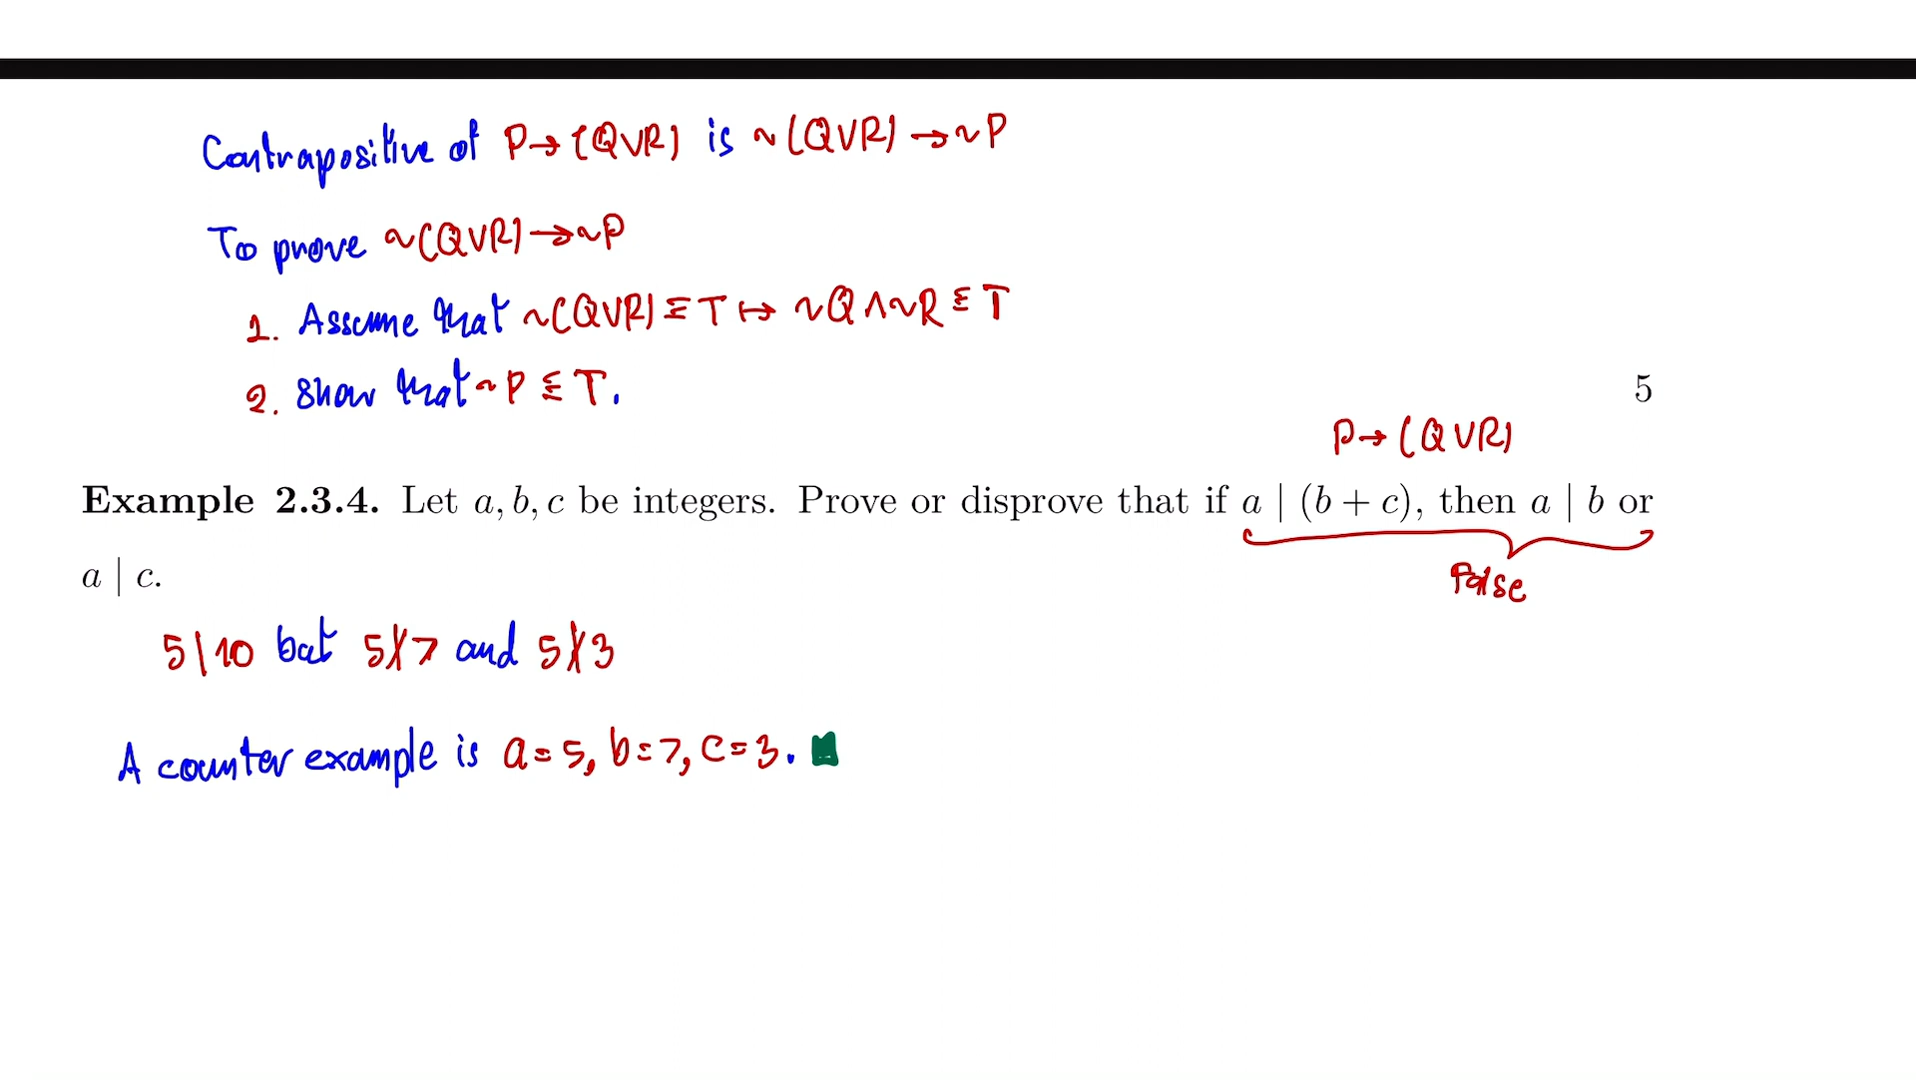 Contrapositive of P→(Q∨R) is ~(Q∨R)→~P
To prove ~(Q∨R)→~P
1. Assume that ~(Q∨R)≡T ↦ ~Q∧~R≡T
2. Show that ~P≡T.
5
P→(Q∨R)
Example 2.3.4. Let a, b, c be integers. Prove or disprove that if a | (b + c), then a | b or
a | c.
False
5|10 but 5∤7 and 5∤3
A counter example is a=5, b=7, c=3.